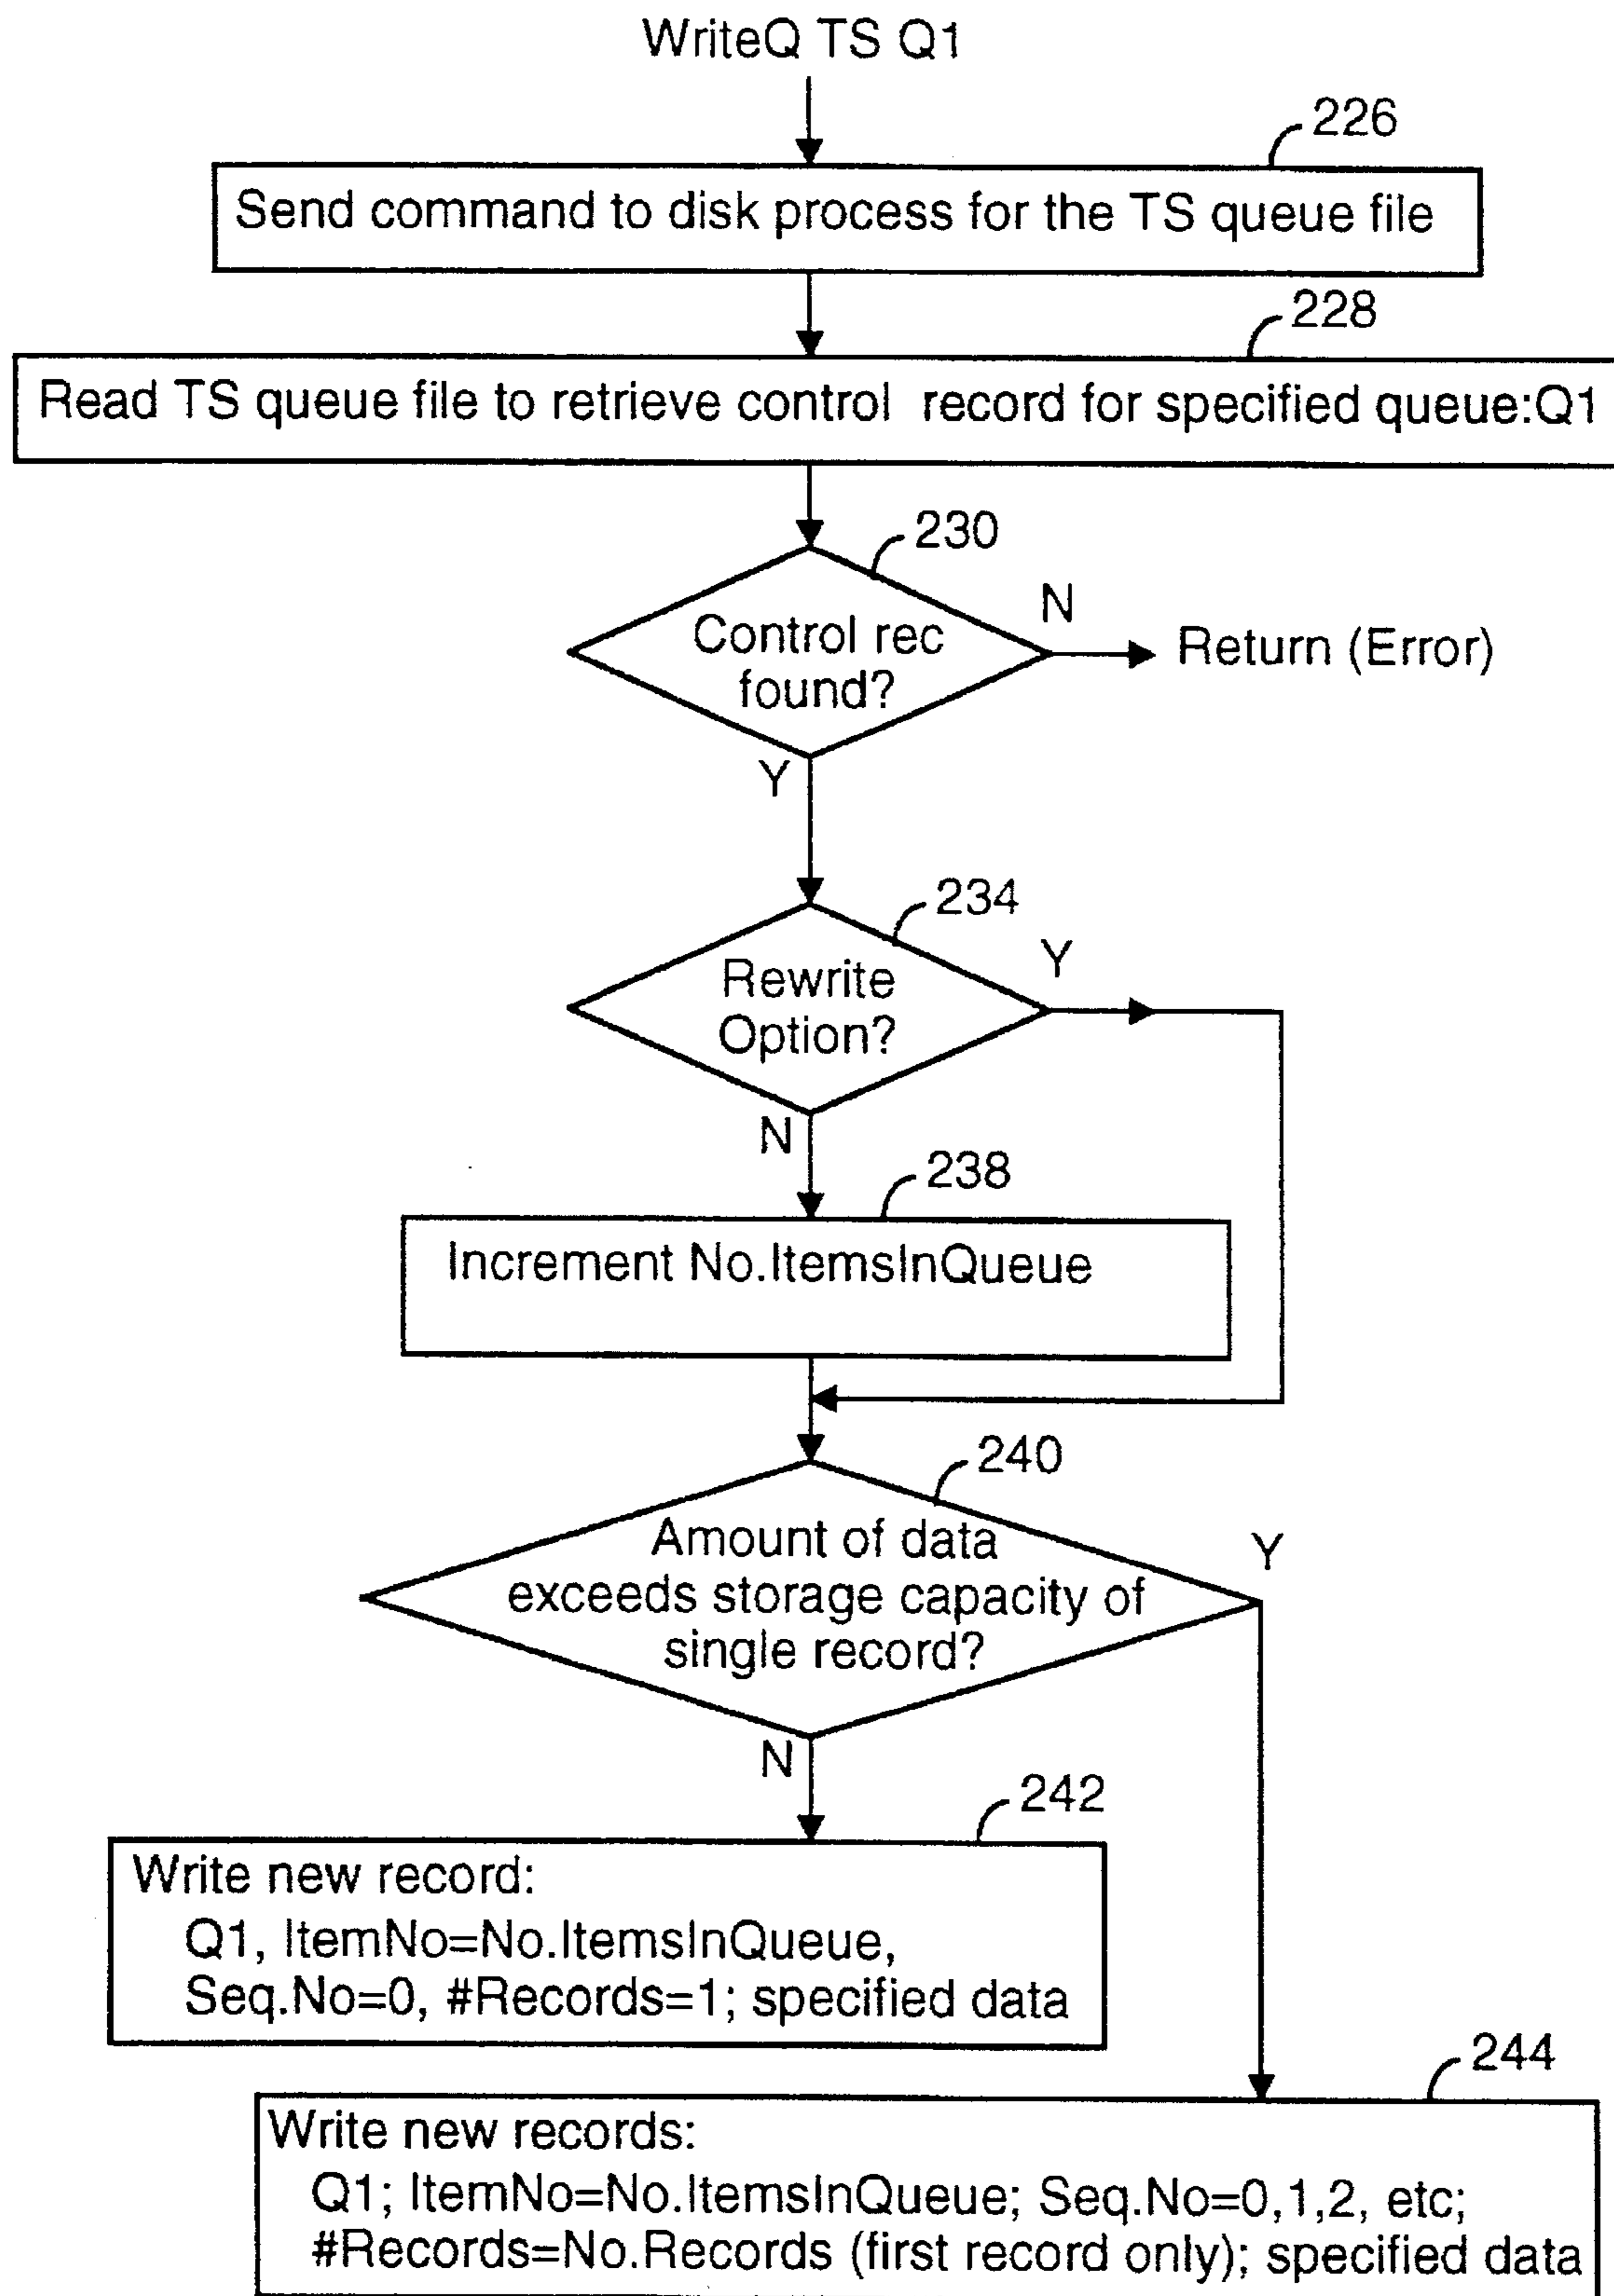 WriteQ TS Q1
226
Send command to disk process for the TS queue file
228
Read TS queue file to retrieve control record for specified queue:Q1
230
Control rec
found?
N
Return (Error)
Y
234
Rewrite
Option?
Y
N
238
Increment No.ItemsInQueue
240
Amount of data
exceeds storage capacity of
single record?
Y
N
242
Write new record:
Q1, ItemNo=No.ItemsInQueue,
Seq.No=0, #Records=1; specified data
244
Write new records:
Q1; ItemNo=No.ItemsInQueue; Seq.No=0,1,2, etc;
#Records=No.Records (first record only); specified data